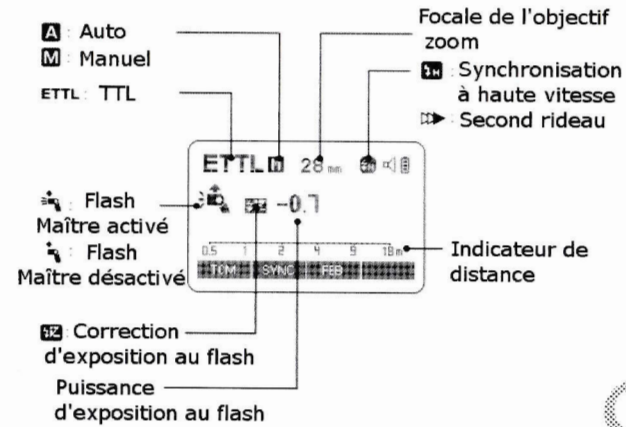 A : Auto
M : Manuel
ETTL : TTL
Focale de l'objectif
zoom
H : Synchronisation
à haute vitesse
Second rideau
ETTL M 28 mm
-0.7
0.5 1 2 4 9 18m
TCM SYNC FEB
: Flash
Maître activé
: Flash
Maître désactivé
Indicateur de
distance
: Correction
d'exposition au flash
Puissance
d'exposition au flash